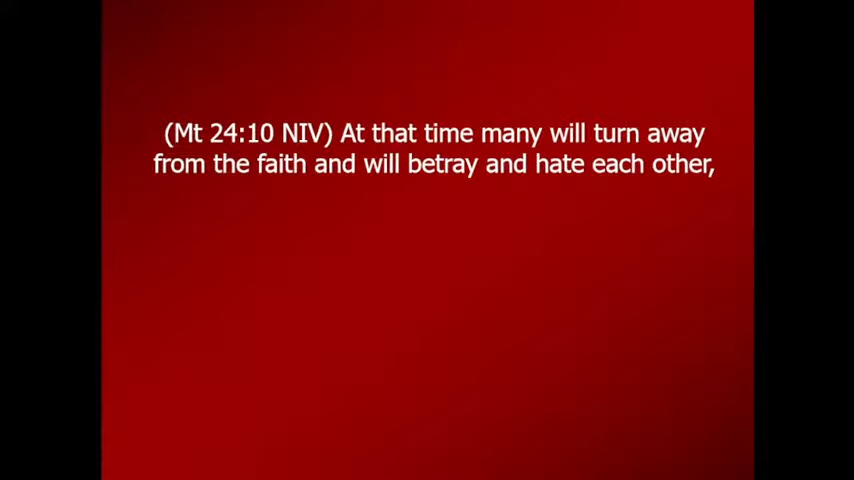 (Mt 24:10 NIV) At that time many will turn away
from the faith and will betray and hate each other,